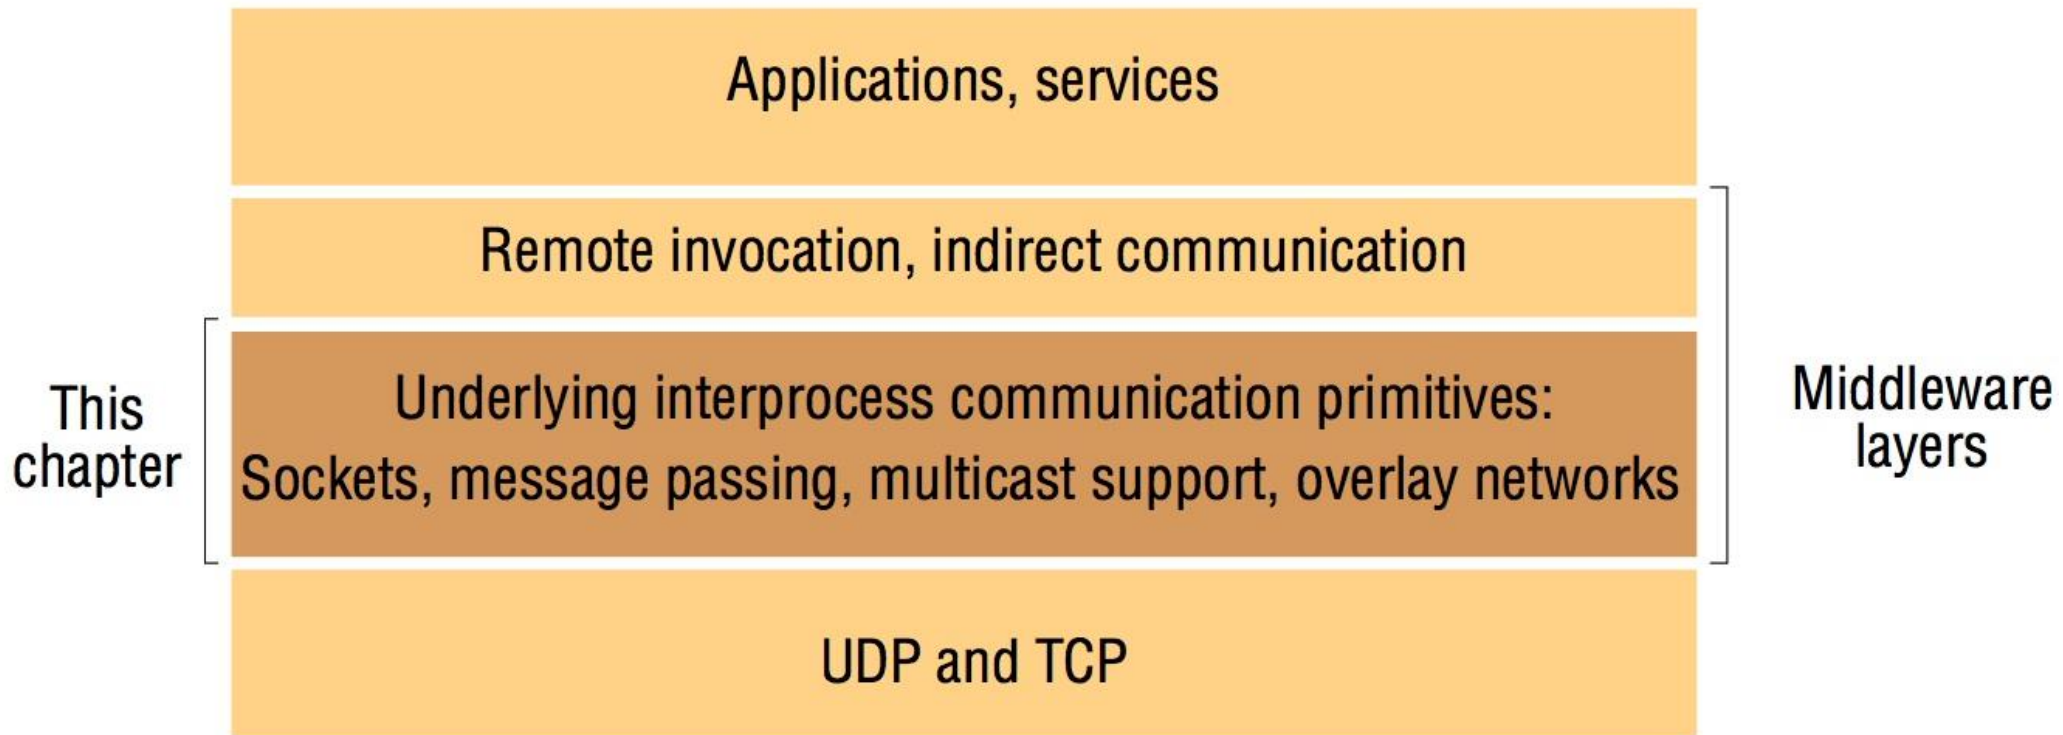 Applications, services
Remote invocation, indirect communication
This
chapter
Underlying interprocess communication primitives:
Sockets, message passing, multicast support, overlay networks
Middleware
layers
UDP and TCP